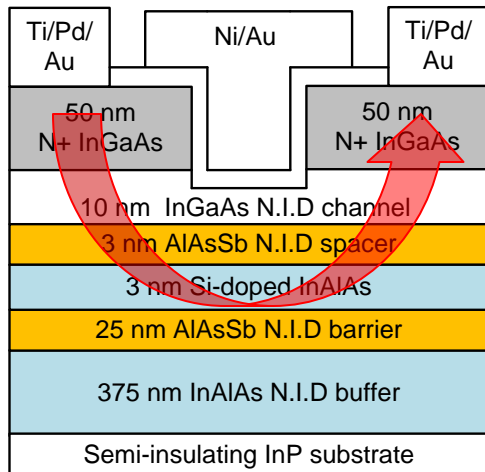 Ti/Pd/
Au
Ni/Au
Ti/Pd/
Au
50 nm
N+ InGaAs
50 nm
N+ InGaAs
10 nm InGaAs N.I.D channel
3 nm AlAsSb N.I.D spacer
3 nm Si-doped InAlAs
25 nm AlAsSb N.I.D barrier
375 nm InAlAs N.I.D buffer
Semi-insulating InP substrate